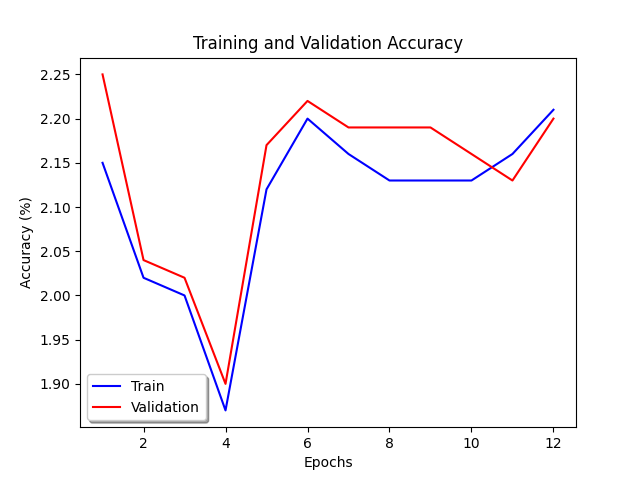 Training and Validation Accuracy
Accuracy (%)
2.25
2.20
2.15
2.10
2.05
2.00
1.95
1.90
Train
Validation
2 4 6 8 10 12
Epochs